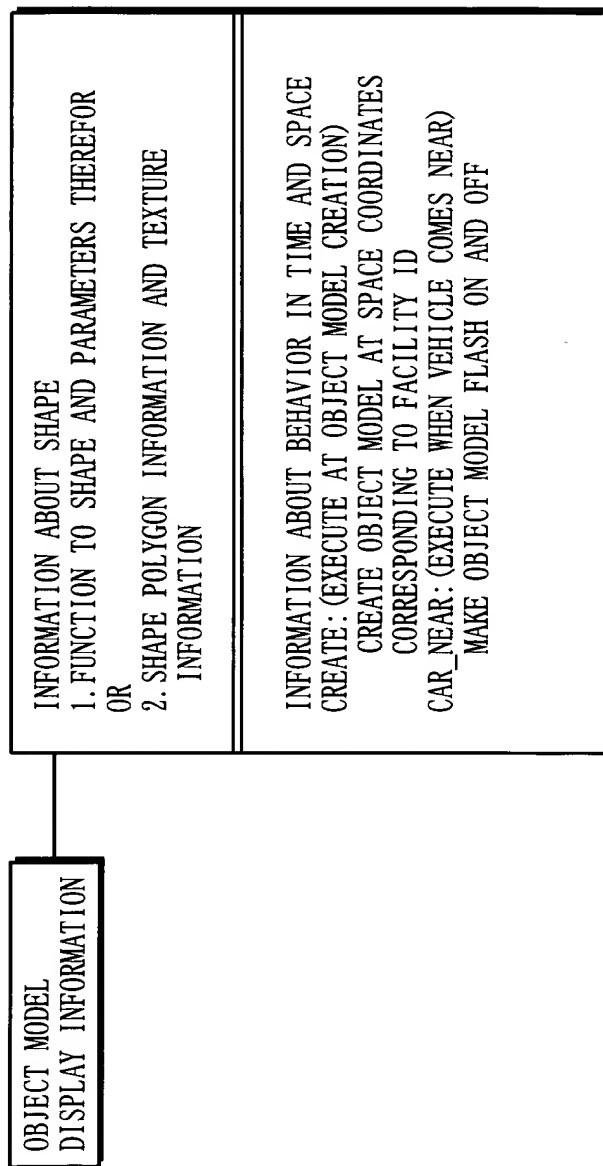 OBJECT MODEL
DISPLAY INFORMATION
INFORMATION ABOUT SHAPE
1. FUNCTION TO SHAPE AND PARAMETERS THEREFOR
OR
2. SHAPE POLYGON INFORMATION AND TEXTURE
INFORMATION
INFORMATION ABOUT BEHAVIOR IN TIME AND SPACE
CREATE: (EXECUTE AT OBJECT MODEL CREATION)
CREATE OBJECT MODEL AT SPACE COORDINATES
CORRESPONDING TO FACILITY ID
CAR_NEAR: (EXECUTE WHEN VEHICLE COMES NEAR)
MAKE OBJECT MODEL FLASH ON AND OFF